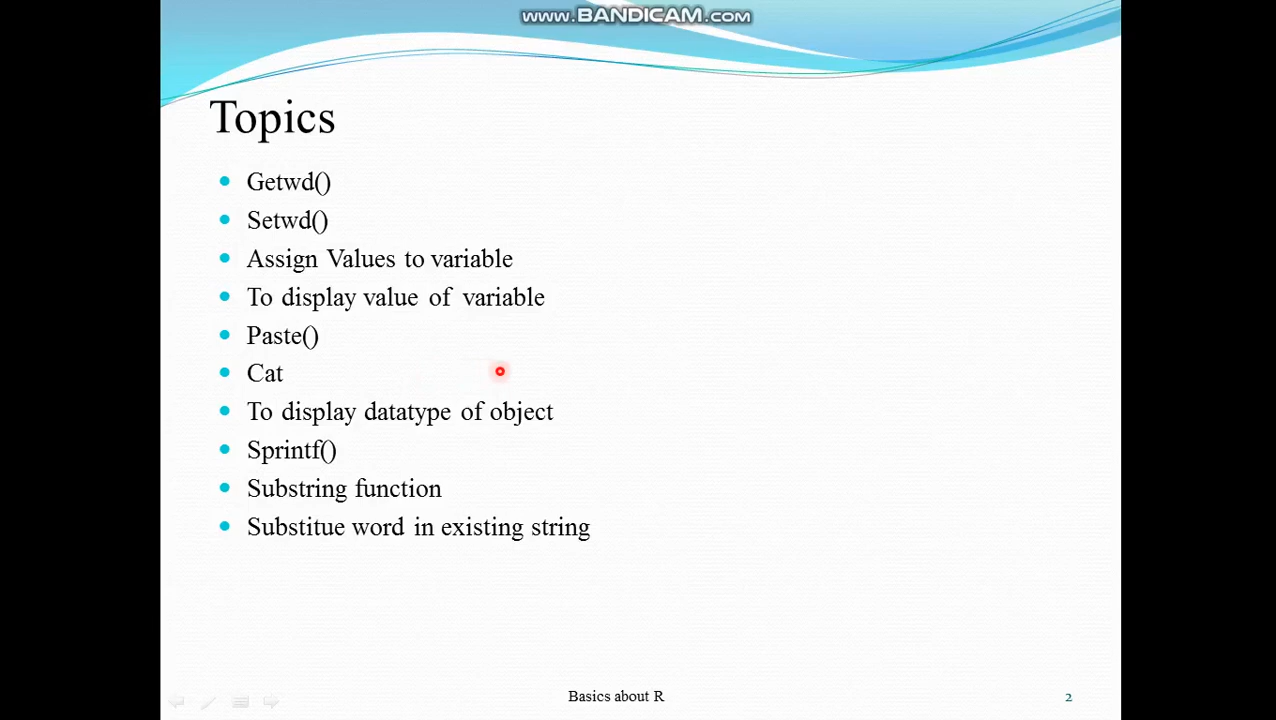 www.BANDICAM.com
Topics
Getwd()
Setwd()
Assign Values to variable
To display value of variable
Paste()
Cat
To display datatype of object
Sprintf()
Substring function
Substitue word in existing string
Basics about R
2